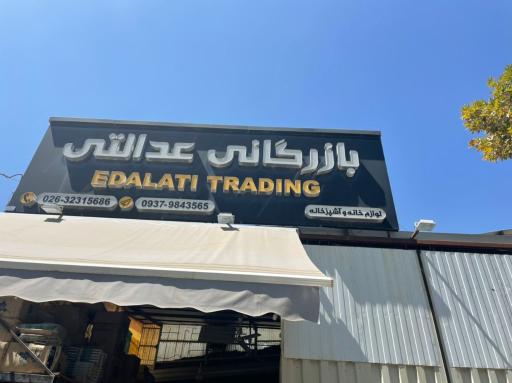 بازرگانی عدالتی
EDALATI TRADING
026-32315686 0937-9843565
لوازم خانه و آشپزخانه